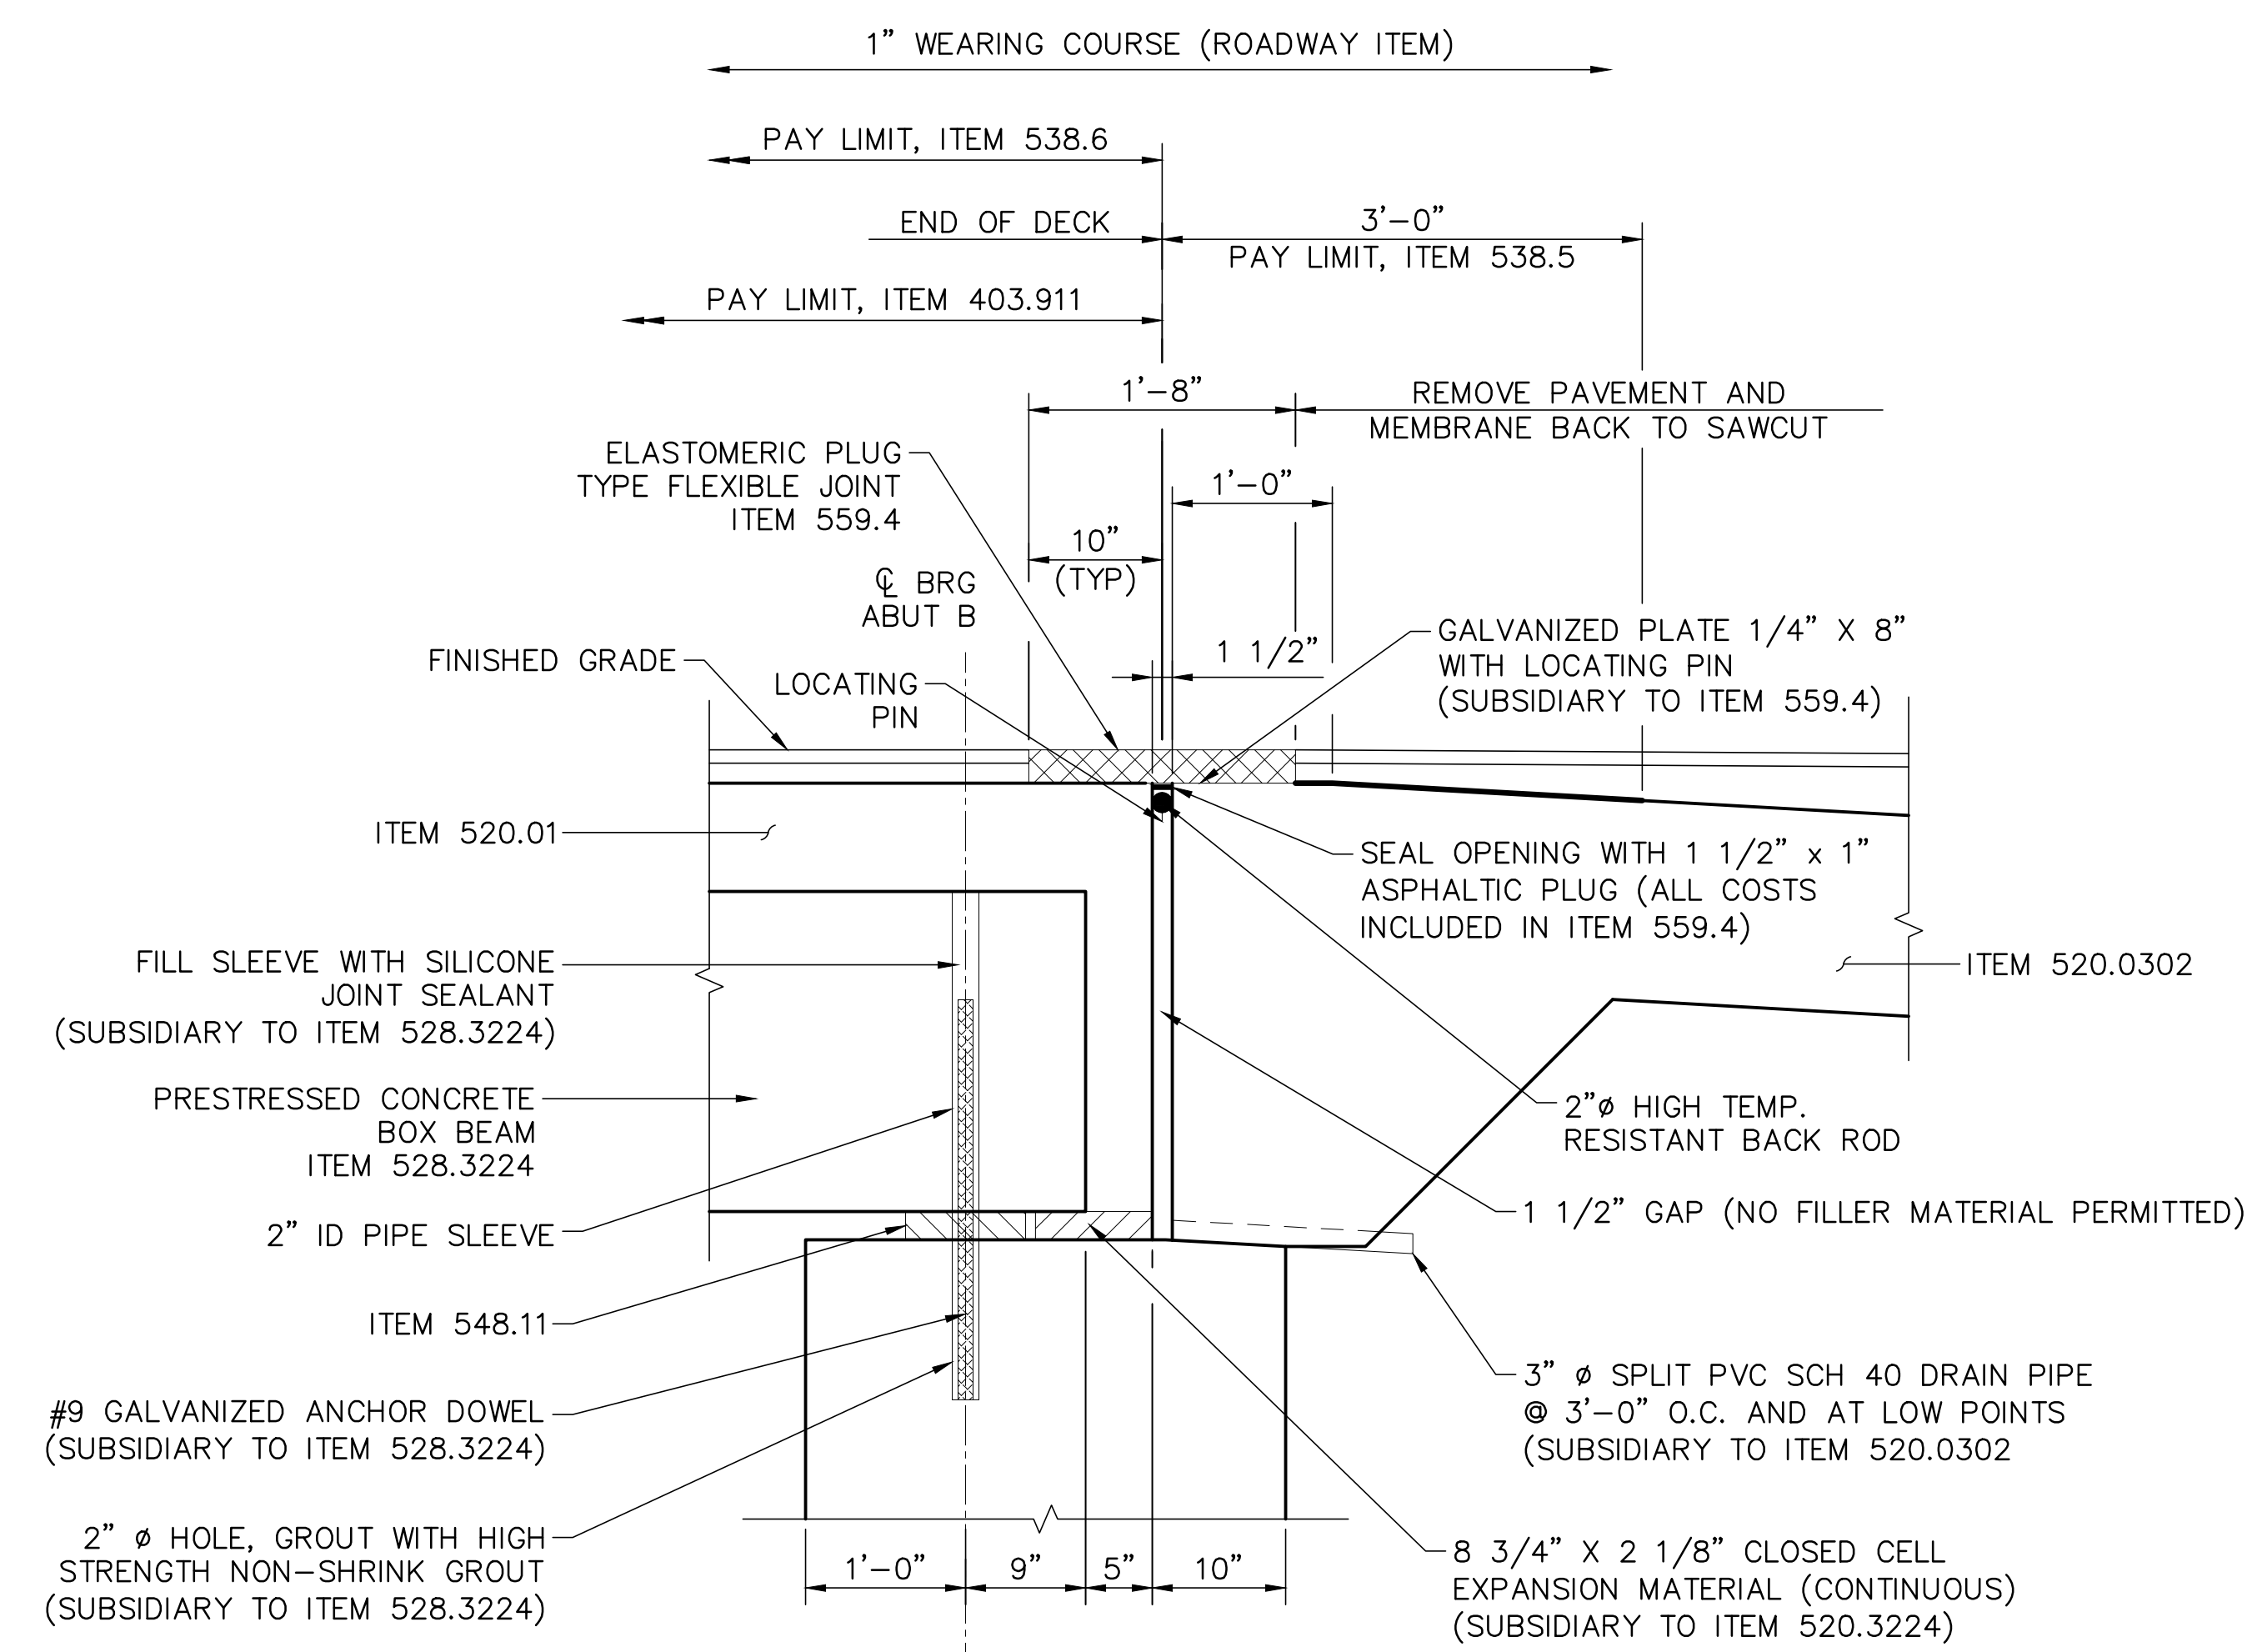 1” WEARING COURSE (ROADWAY ITEM)
PAY LIMIT, ITEM 538.6
END OF DECK
3’–0”
PAY LIMIT, ITEM 538.5
PAY LIMIT, ITEM 403.911
1’–8”
REMOVE PAVEMENT AND
MEMBRANE BACK TO SAWCUT
ELASTOMERIC PLUG
TYPE FLEXIBLE JOINT
ITEM 559.4
1’–0”
10”
(TYP)
℄ BRG
ABUT B
GALVANIZED PLATE 1/4” X 8”
WITH LOCATING PIN
(SUBSIDIARY TO ITEM 559.4)
1 1/2”
FINISHED GRADE
LOCATING
PIN
ITEM 520.01
SEAL OPENING WITH 1 1/2” x 1”
ASPHALTIC PLUG (ALL COSTS
INCLUDED IN ITEM 559.4)
FILL SLEEVE WITH SILICONE
JOINT SEALANT
(SUBSIDIARY TO ITEM 528.3224)
ITEM 520.0302
PRESTRESSED CONCRETE
BOX BEAM
ITEM 528.3224
2”ø HIGH TEMP.
RESISTANT BACK ROD
2” ID PIPE SLEEVE
1 1/2” GAP (NO FILLER MATERIAL PERMITTED)
ITEM 548.11
3” ø SPLIT PVC SCH 40 DRAIN PIPE
@ 3’–0” O.C. AND AT LOW POINTS
(SUBSIDIARY TO ITEM 520.0302
#9 GALVANIZED ANCHOR DOWEL
(SUBSIDIARY TO ITEM 528.3224)
2” ø HOLE, GROUT WITH HIGH
STRENGTH NON–SHRINK GROUT
(SUBSIDIARY TO ITEM 528.3224)
1’–0”
9”
5”
10”
8 3/4” X 2 1/8” CLOSED CELL
EXPANSION MATERIAL (CONTINUOUS)
(SUBSIDIARY TO ITEM 520.3224)